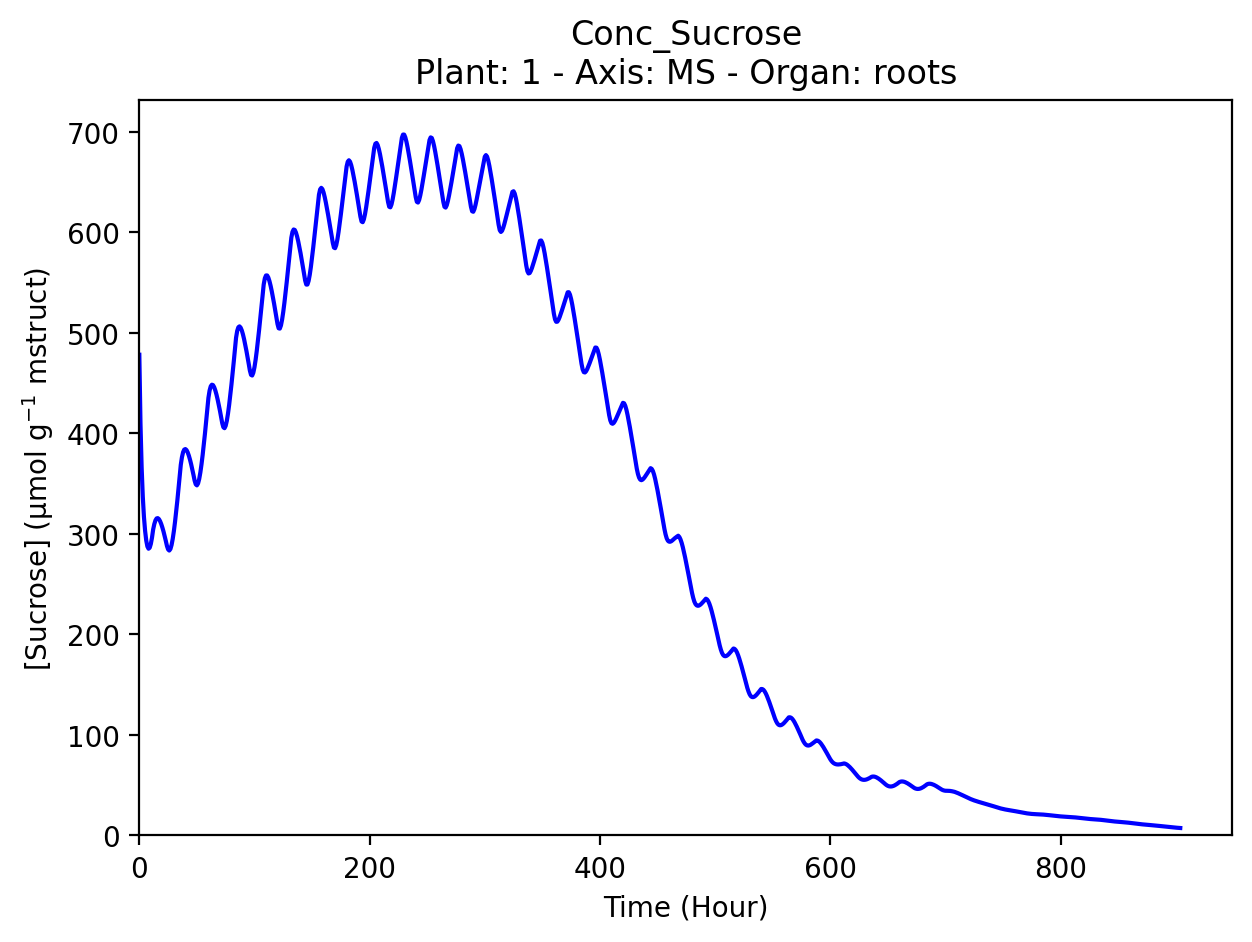 Conc_Sucrose
Plant: 1 - Axis: MS - Organ: roots
[Sucrose] (µmol g⁻¹ mstruct)
700
600
500
400
300
200
100
0
0 200 400 600 800
Time (Hour)